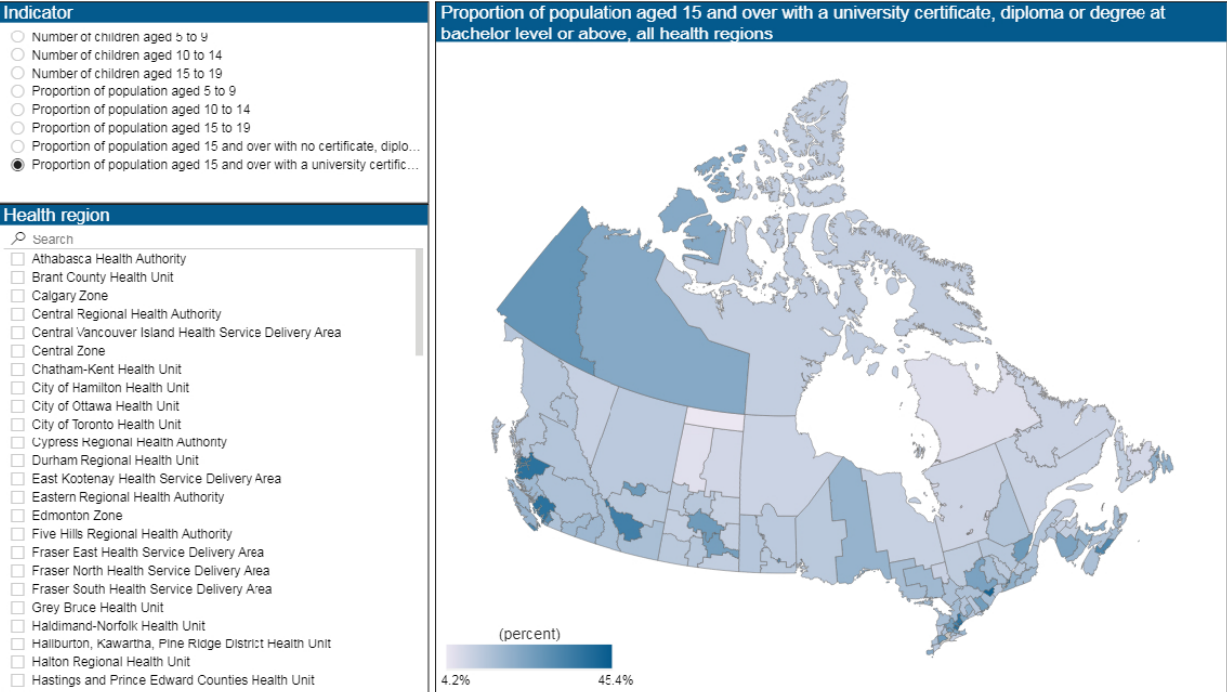 Indicator
Number of children aged 5 to 9
Number of children aged 10 to 14
Number of children aged 15 to 19
Proportion of population aged 5 to 9
Proportion of population aged 10 to 14
Proportion of population aged 15 to 19
Proportion of population aged 15 and over with no certificate, diplo...
Proportion of population aged 15 and over with a university certific...
Health region
Search
Athabasca Health Authority
Brant County Health Unit
Calgary Zone
Central Regional Health Authority
Central Vancouver Island Health Service Delivery Area
Central Zone
Chatham-Kent Health Unit
City of Hamilton Health Unit
City of Ottawa Health Unit
City of Toronto Health Unit
Cypress Regional Health Authority
Durham Regional Health Unit
East Kootenay Health Service Delivery Area
Eastern Regional Health Authority
Edmonton Zone
Five Hills Regional Health Authority
Fraser East Health Service Delivery Area
Fraser North Health Service Delivery Area
Fraser South Health Service Delivery Area
Grey Bruce Health Unit
Haldimand-Norfolk Health Unit
Haliburton, Kawartha, Pine Ridge District Health Unit
Halton Regional Health Unit
Hastings and Prince Edward Counties Health Unit
Proportion of population aged 15 and over with a university certificate, diploma or degree at
bachelor level or above, all health regions
(percent)
4.2% 45.4%